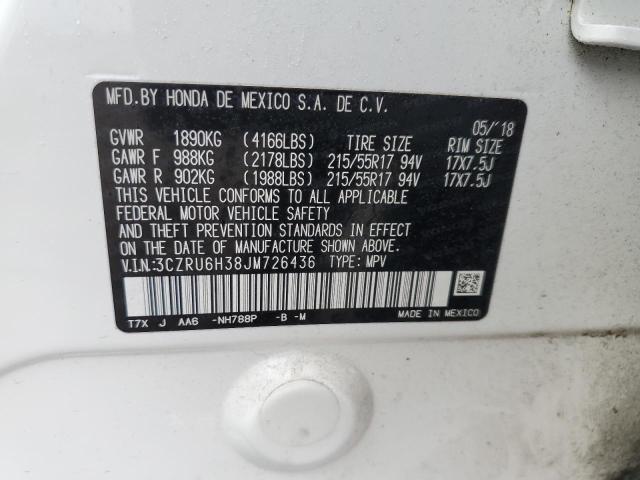 MFD.BY HONDA DE MEXICO S.A. DE C.V.
05/'18
GVWR 1890KG (4166LBS) TIRE SIZE RIM SIZE
GAWR F 988KG (2178LBS) 215/55R17 94V 17X7.5J
GAWR R 902KG (1988LBS) 215/55R17 94V 17X7.5J
THIS VEHICLE CONFORMS TO ALL APPLICABLE
FEDERAL MOTOR VEHICLE SAFETY
AND THEFT PREVENTION STANDARDS IN EFFECT
ON THE DATE OF MANUFACTURE SHOWN ABOVE.
V.I.N.:3CZRU6H38JM726436 TYPE: MPV
T7X J AA6 -NH788P -B -M
MADE IN MEXICO